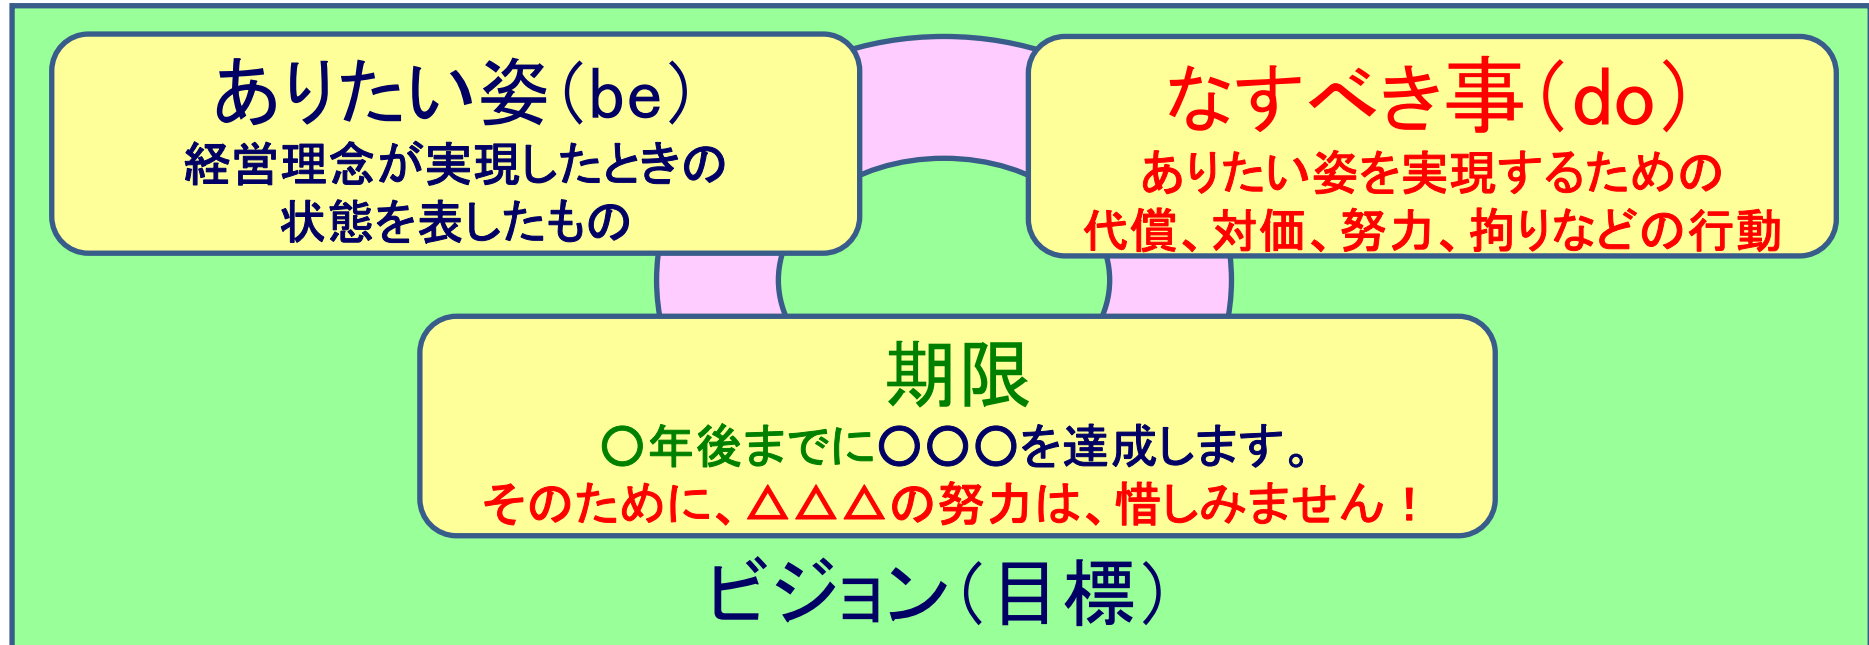 ありたい姿（be）
経営理念が実現したときの
状態を表したもの
なすべき事（do）
ありたい姿を実現するための
代償、対価、努力、拘りなどの行動
期限
〇年後までに〇〇〇を達成します。
そのために、△△△の努力は、惜しみません！
ビジョン（目標）